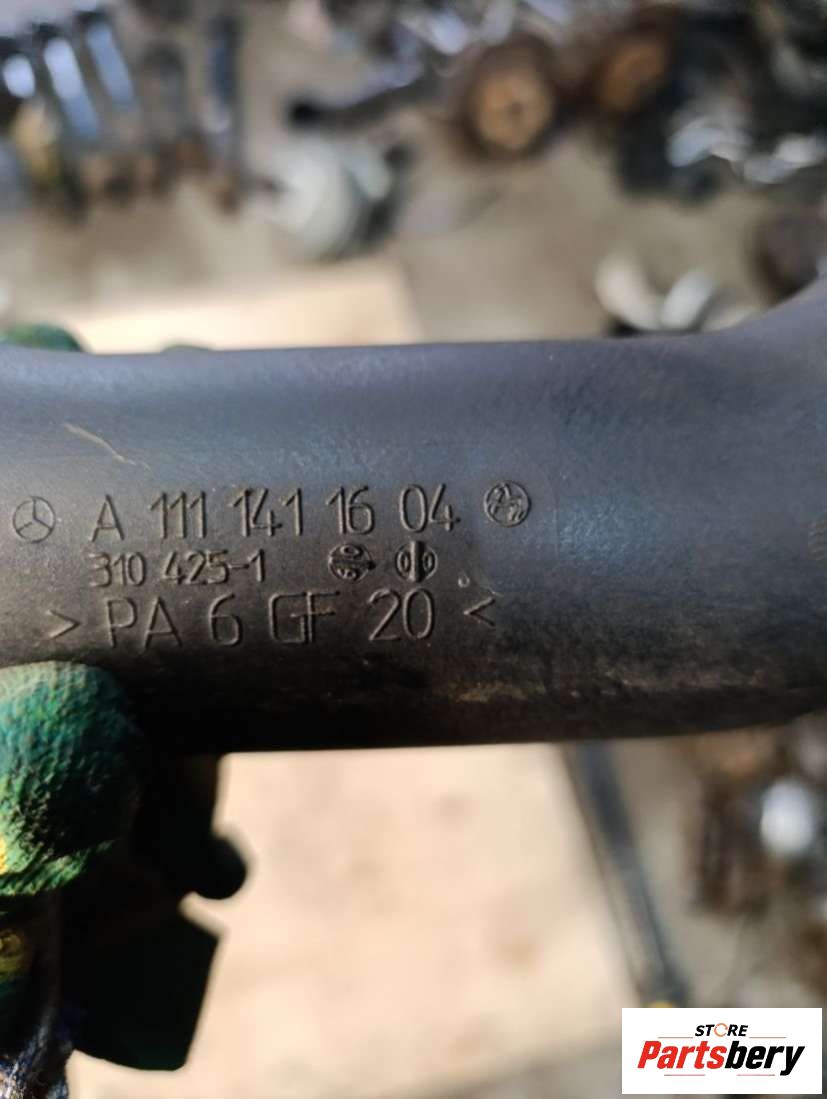 A 111 141 16 04
310 425-1
> PA 6 GF 20 <
STORE
Partsbery